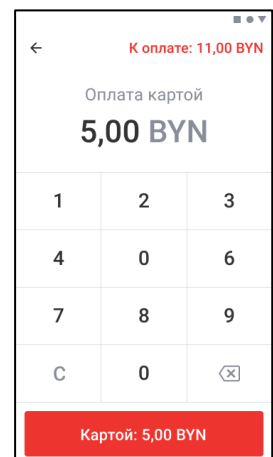 К оплате: 11,00 BYN
Оплата картой
5,00 BYN
1 2 3
4 0 6
7 8 9
C 0
Картой: 5,00 BYN